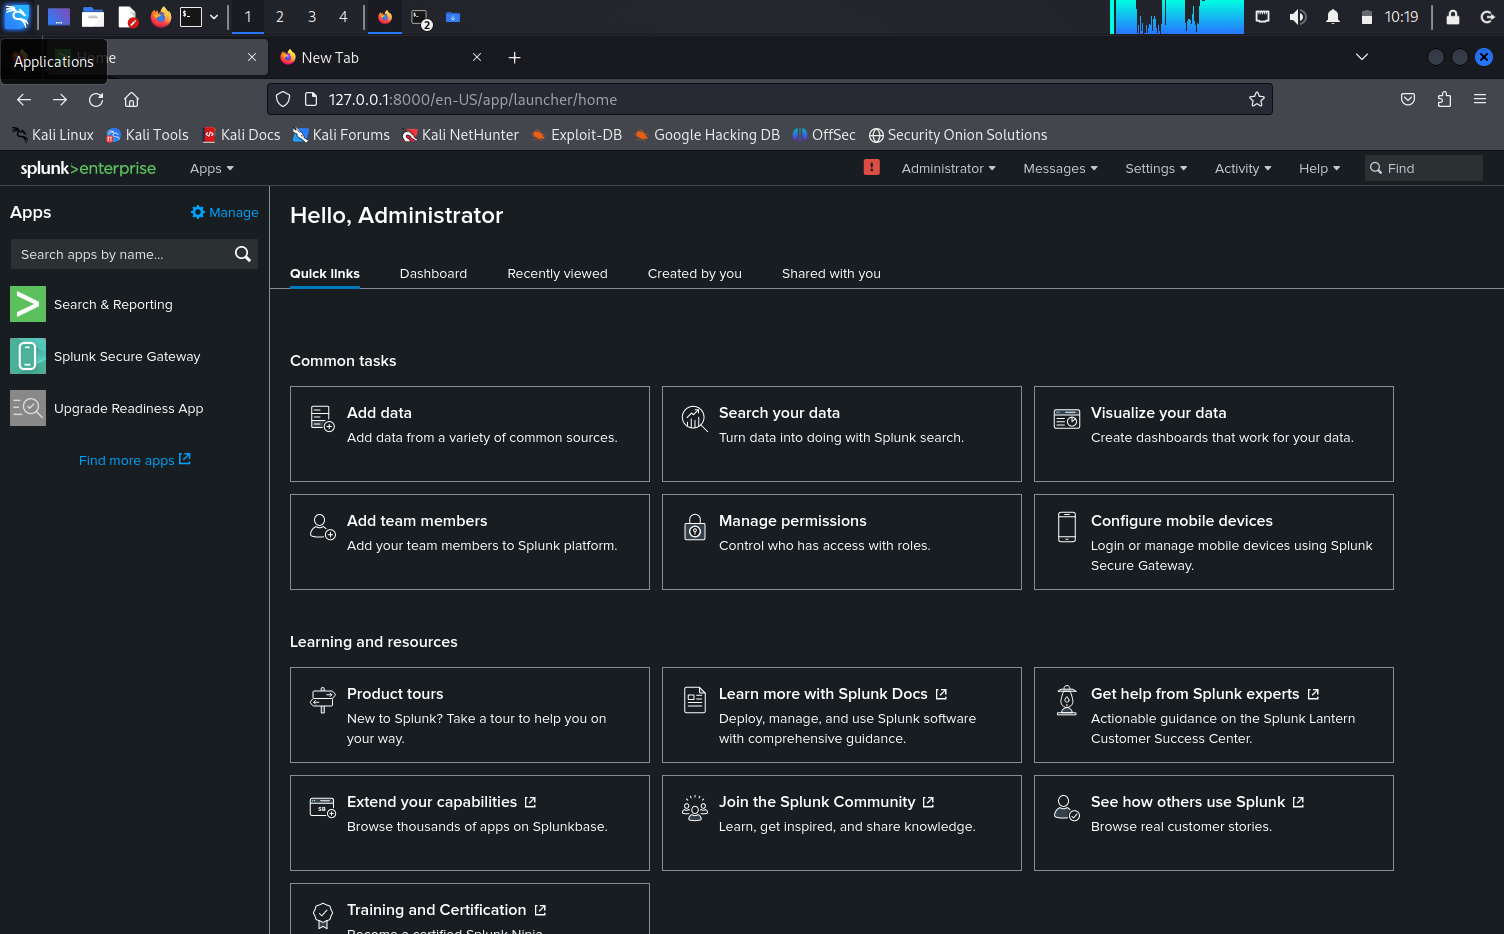 1 2 3 4 2 10:19
Applications
Home
New Tab
127.0.0.1:8000/en-US/app/launcher/home
Kali Linux Kali Tools Kali Docs Kali Forums Kali NetHunter Exploit-DB Google Hacking DB OffSec Security Onion Solutions
splunk>enterprise Apps Administrator Messages Settings Activity Help Find
Apps Manage
Search apps by name...
Search & Reporting
Splunk Secure Gateway
Upgrade Readiness App
Find more apps
Hello, Administrator
Quick links Dashboard Recently viewed Created by you Shared with you
Common tasks
Add data
Add data from a variety of common sources.
Search your data
Turn data into doing with Splunk search.
Visualize your data
Create dashboards that work for your data.
Add team members
Add your team members to Splunk platform.
Manage permissions
Control who has access with roles.
Configure mobile devices
Login or manage mobile devices using Splunk
Secure Gateway.
Learning and resources
Product tours
New to Splunk? Take a tour to help you on
your way.
Learn more with Splunk Docs
Deploy, manage, and use Splunk software
with comprehensive guidance.
Get help from Splunk experts
Actionable guidance on the Splunk Lantern
Customer Success Center.
Extend your capabilities
Browse thousands of apps on Splunkbase.
Join the Splunk Community
Learn, get inspired, and share knowledge.
See how others use Splunk
Browse real customer stories.
Training and Certification
Become a certified Splunk Ninja.